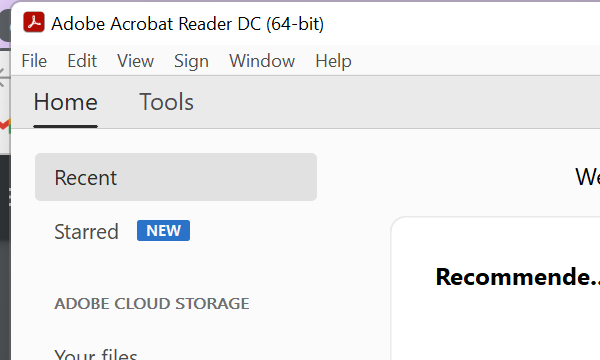 Adobe Acrobat Reader DC (64-bit)
File Edit View Sign Window Help
Home Tools
Recent
We
Starred NEW
Recommende..
ADOBE CLOUD STORAGE
Your files